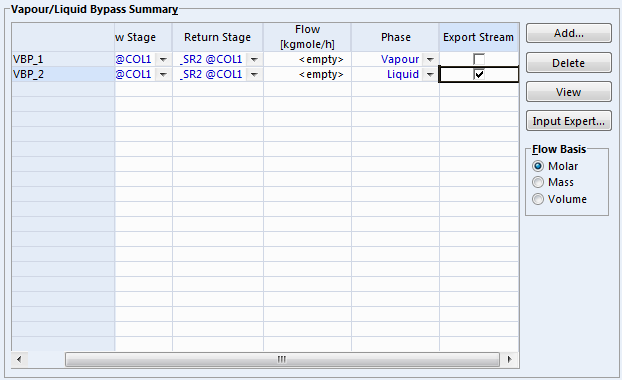 Vapour/Liquid Bypass Summary
w Stage Return Stage Flow [kgmole/h] Phase Export Stream
VBP_1 @COL1 _SR2 @COL1 <empty> Vapour
VBP_2 @COL1 _SR2 @COL1 <empty> Liquid
Add...
Delete
View
Input Expert...
Flow Basis
Molar
Mass
Volume